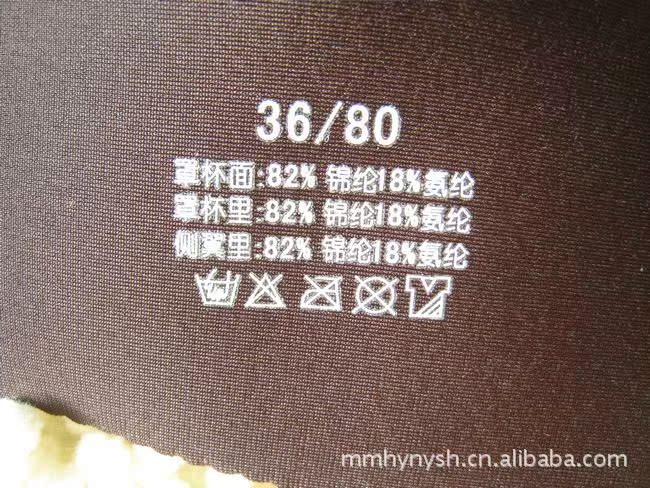 36/80
罩杯面:82% 锦纶18%氨纶
罩杯里:82% 锦纶18%氨纶
侧翼里:82% 锦纶18%氨纶
mmhynysh.cn.alibaba.com